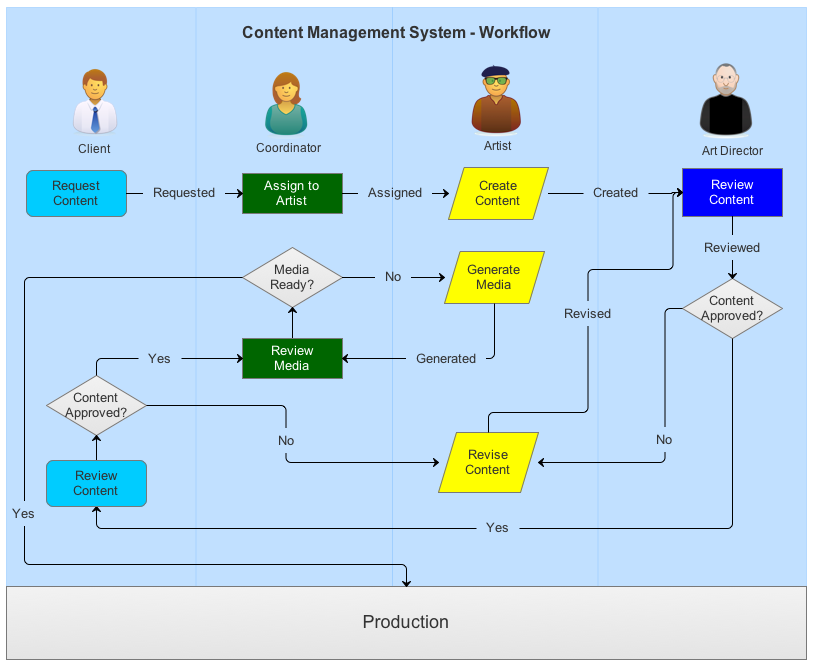 Content Management System - Workflow
Client
Coordinator
Artist
Art Director
Request
Content
Requested
Assign to
Artist
Assigned
Create
Content
Created
Review
Content
Reviewed
Media
Ready?
No
Generate
Media
Revised
Content
Approved?
Yes
Review
Media
Generated
Content
Approved?
No
No
Revise
Content
Review
Content
Yes
Yes
Production